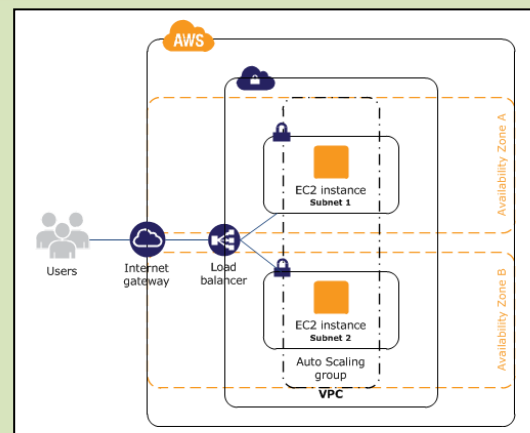 AWS
Availability Zone A
EC2 instance
Subnet 1
Users
Internet
gateway
Load
balancer
EC2 instance
Subnet 2
Auto Scaling
group
VPC
Availability Zone B